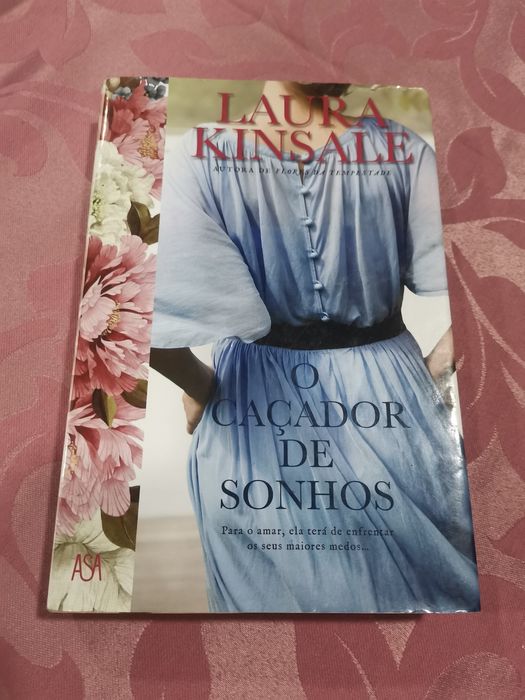 LAURA
KINSALE
AUTORA DE FLORES DA TEMPESTADE
O
CAÇADOR
DE
SONHOS
Para o amar, ela terá de enfrentar
os seus maiores medos...
ASA